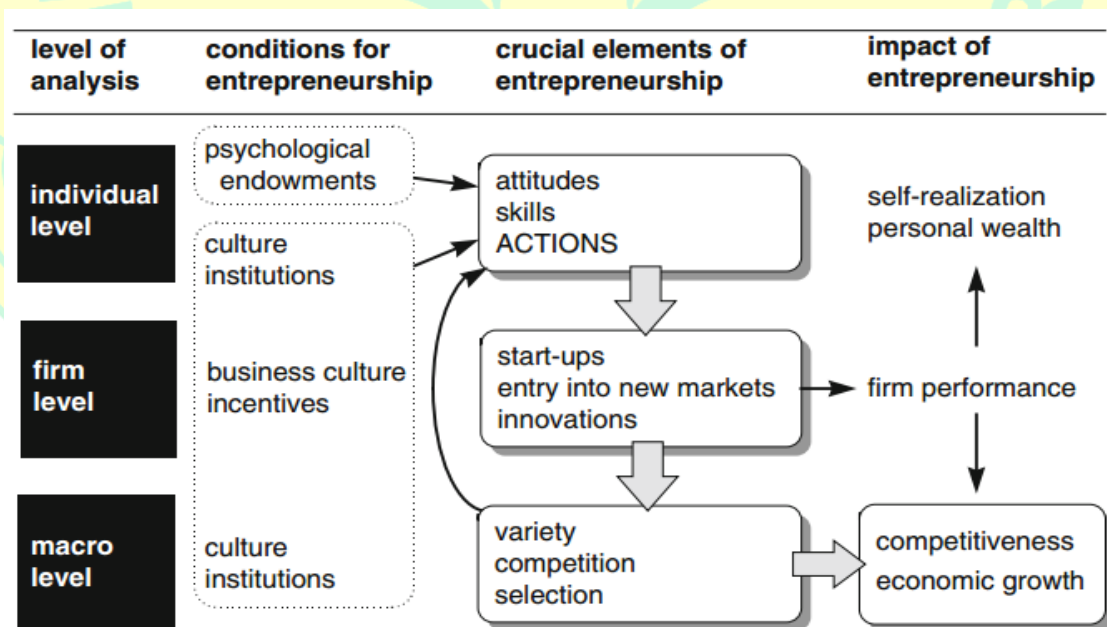 level of analysis
conditions for entrepreneurship
crucial elements of entrepreneurship
impact of entrepreneurship
individual level
psychological endowments
culture institutions
attitudes
skills
ACTIONS
self-realization
personal wealth
firm level
business culture
incentives
start-ups
entry into new markets
innovations
firm performance
macro level
culture
institutions
variety
competition
selection
competitiveness
economic growth